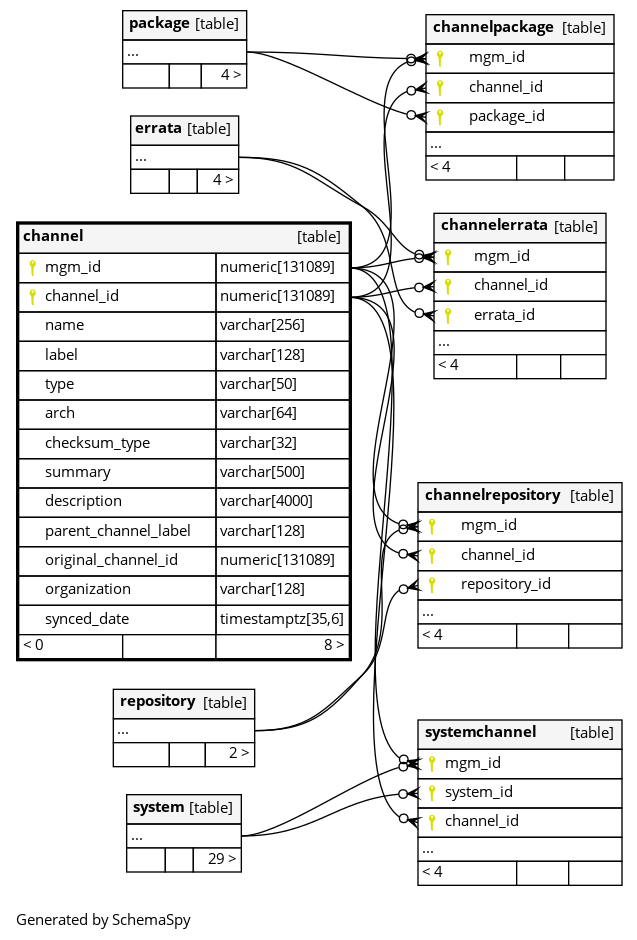 package [table]
...
4 >
errata [table]
...
4 >
channel [table]
mgm_id numeric[131089]
channel_id numeric[131089]
name varchar[256]
label varchar[128]
type varchar[50]
arch varchar[64]
checksum_type varchar[32]
summary varchar[500]
description varchar[4000]
parent_channel_label varchar[128]
original_channel_id numeric[131089]
organization varchar[128]
synced_date timestamptz[35,6]
< 0 8 >
repository [table]
...
2 >
system [table]
...
29 >
channelpackage [table]
mgm_id
channel_id
package_id
...
< 4
channelerrata [table]
mgm_id
channel_id
errata_id
...
< 4
channelrepository [table]
mgm_id
channel_id
repository_id
...
< 4
systemchannel [table]
mgm_id
system_id
channel_id
...
< 4
Generated by SchemaSpy